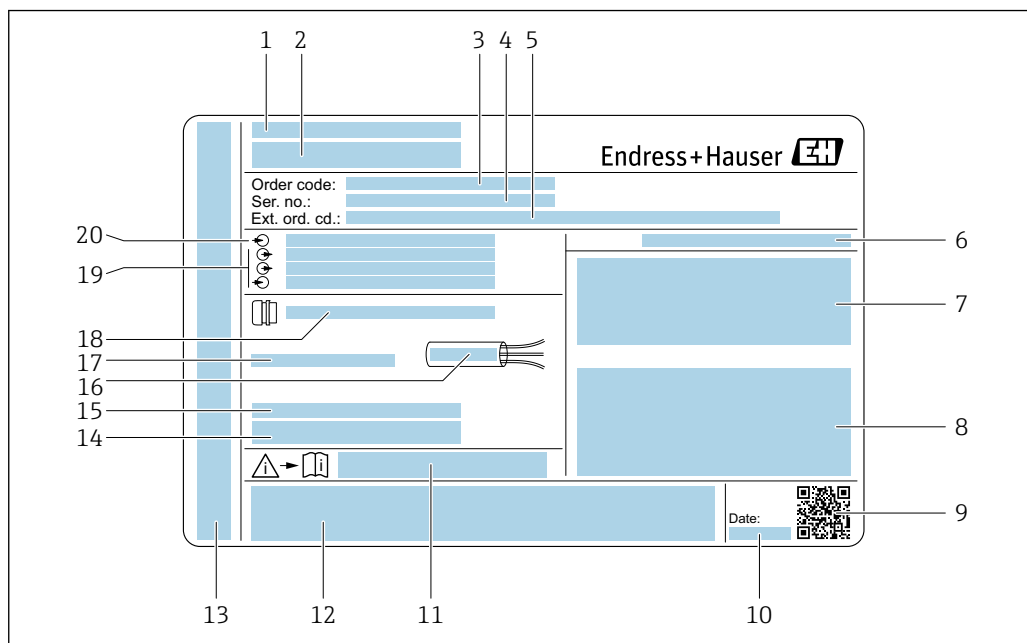 1 2 3 4 5
Endress+Hauser EH
Order code:
Ser. no.:
Ext. ord. cd.:
20
6
19
7
18
17
16
15
14
8
i i
Date:
9
13 12 11 10